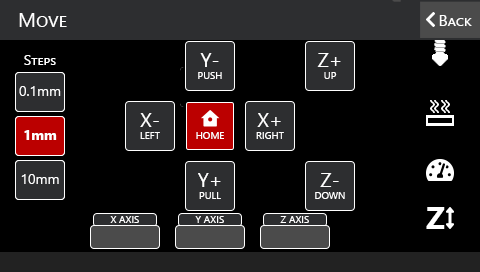 Move
Back
Steps
0.1mm
1mm
10mm
Y-
PUSH
Z+
UP
X-
LEFT
HOME
X+
RIGHT
Y+
PULL
Z-
DOWN
X AXIS
Y AXIS
Z AXIS
Z